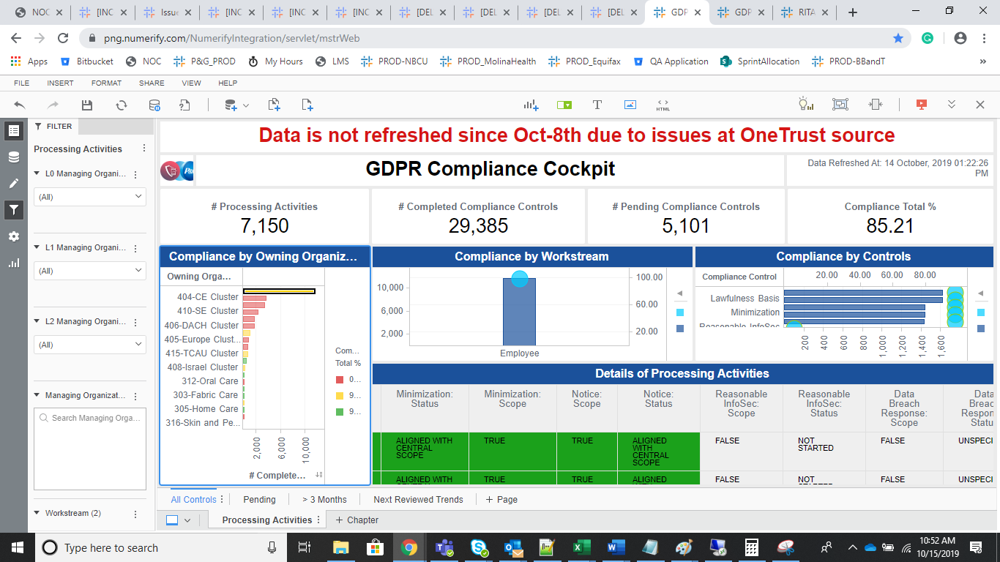 NOC
[INC
Issue
[INC
[INC
[INC
[DEL
[DEL
[DEL
[DEL
GDP
GDP
RITA
png.numerify.com/NumerifyIntegration/servlet/mstrWeb
Apps
Bitbucket
NOC
P&G_PROD
My Hours
LMS
PROD-NBCU
PROD_MolinaHealth
PROD_Equifax
QA Application
SprintAllocation
PROD-BBandT
»
FILE
INSERT
FORMAT
SHARE
VIEW
HELP
HTML
FILTER
Processing Activities
L0 Managing Organi...
(All)
L1 Managing Organi...
(All)
L2 Managing Organi...
(All)
Managing Organizat...
Search Managing Orga...
Workstream (2)
Data is not refreshed since Oct-8th due to issues at OneTrust source
GDPR Compliance Cockpit
Data Refreshed At: 14 October, 2019 01:22:26
PM
# Processing Activities
7,150
# Completed Compliance Controls
29,385
# Pending Compliance Controls
5,101
Compliance Total %
85.21
Compliance by Owning Organiz...
Owning Orga...
404-CE Cluster
410-SE Cluster
406-DACH Cluster
405-Europe Clust...
415-TCAU Cluster
408-Israel Cluster
312-Oral Care
303-Fabric Care
305-Home Care
316-Skin and Pe...
2,000
6,000
10,000
# Complete...
Com...
Total %
0...
9...
9...
Compliance by Workstream
10,000
6,000
2,000
100.00
60.00
20.00
Employee
Compliance by Controls
Compliance Control
20.00
40.00
60.00
80.00
Lawfulness Basis
Minimization
Reasonable InfoSec
200
400
600
800
1,000
1,200
1,400
1,600
Details of Processing Activities
Minimization:
Status
Minimization:
Scope
Notice:
Scope
Notice:
Status
Reasonable
InfoSec:
Scope
Reasonable
InfoSec:
Status
Data
Breach
Response:
Scope
Data
Breac
Respon
Statu
ALIGNED WITH
CENTRAL
SCOPE
TRUE
TRUE
ALIGNED
WITH
CENTRAL
SCOPE
FALSE
NOT
STARTED
FALSE
UNSPECI
ALIGNED WITH
TRUE
TRUE
ALIGNED
FALSE
NOT
STARTED
FALSE
UNSPECI
All Controls
Pending
> 3 Months
Next Reviewed Trends
+ Page
Processing Activities
+ Chapter
Type here to search
10:52 AM
10/15/2019